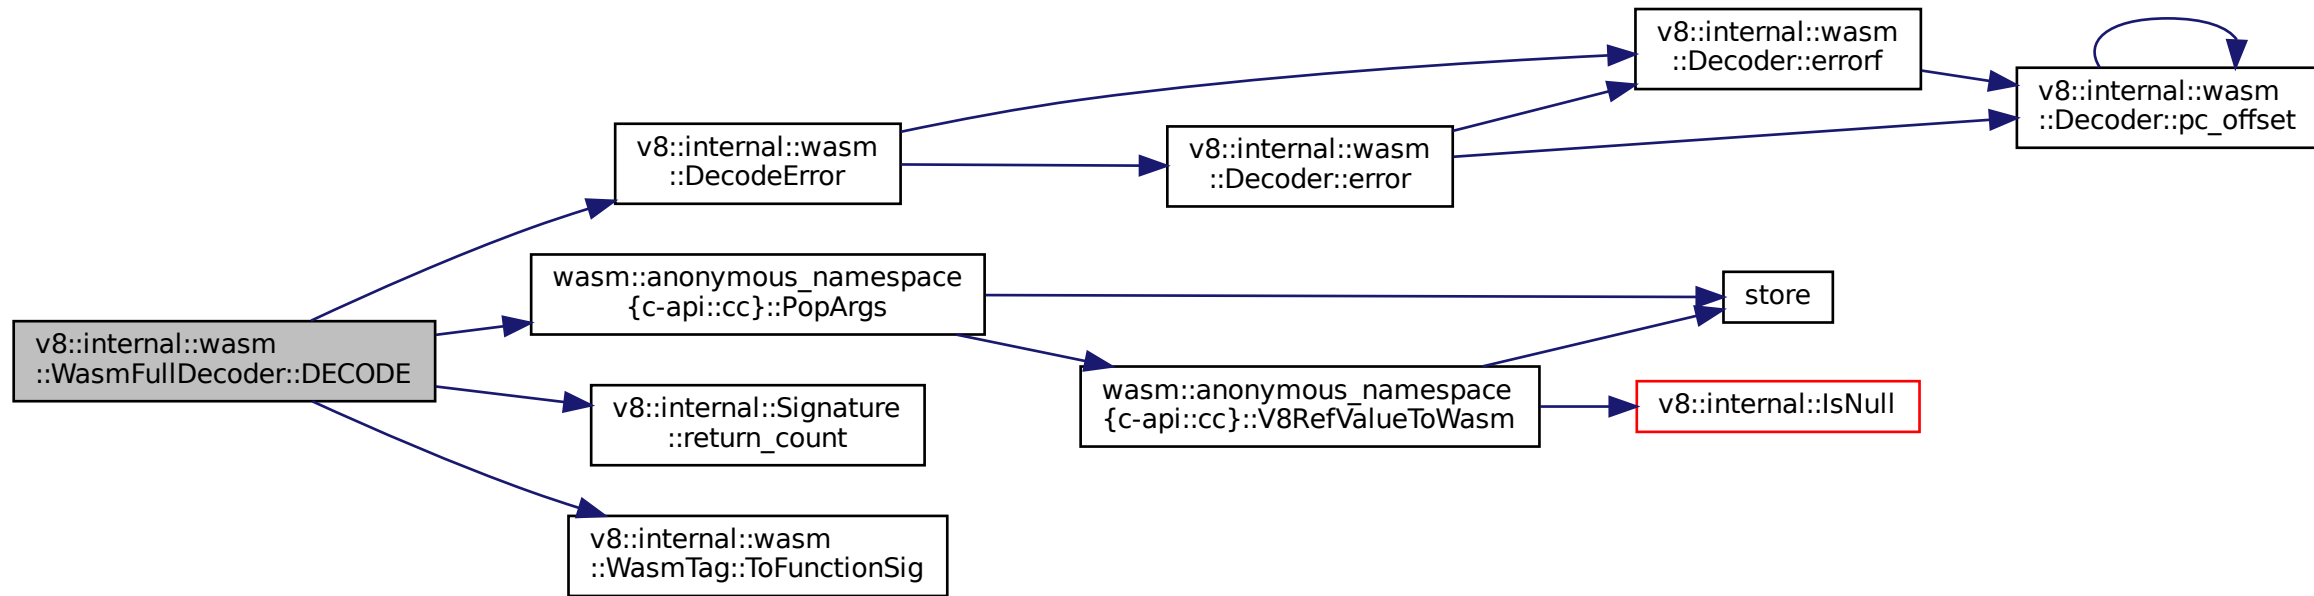 v8::internal::wasm
::WasmFullDecoder::DECODE
v8::internal::wasm
::DecodeError
v8::internal::wasm
::Decoder::error
v8::internal::wasm
::Decoder::errorf
v8::internal::wasm
::Decoder::pc_offset
wasm::anonymous_namespace
{c-api::cc}::PopArgs
store
wasm::anonymous_namespace
{c-api::cc}::V8RefValueToWasm
v8::internal::IsNull
v8::internal::Signature
::return_count
v8::internal::wasm
::WasmTag::ToFunctionSig